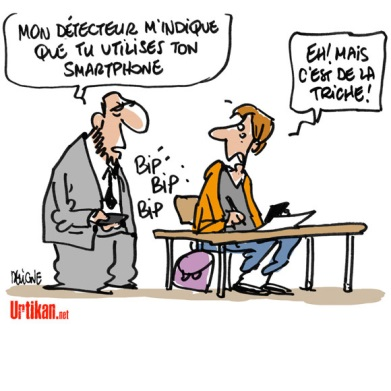 MON DÉTECTEUR M'INDIQUE
QUE TU UTILISES TON
SMARTPHONE
EH! MAIS
C'EST DE LA
TRICHE!
BIP
BIP
BIP
DELIGNE
URTIKAN.net